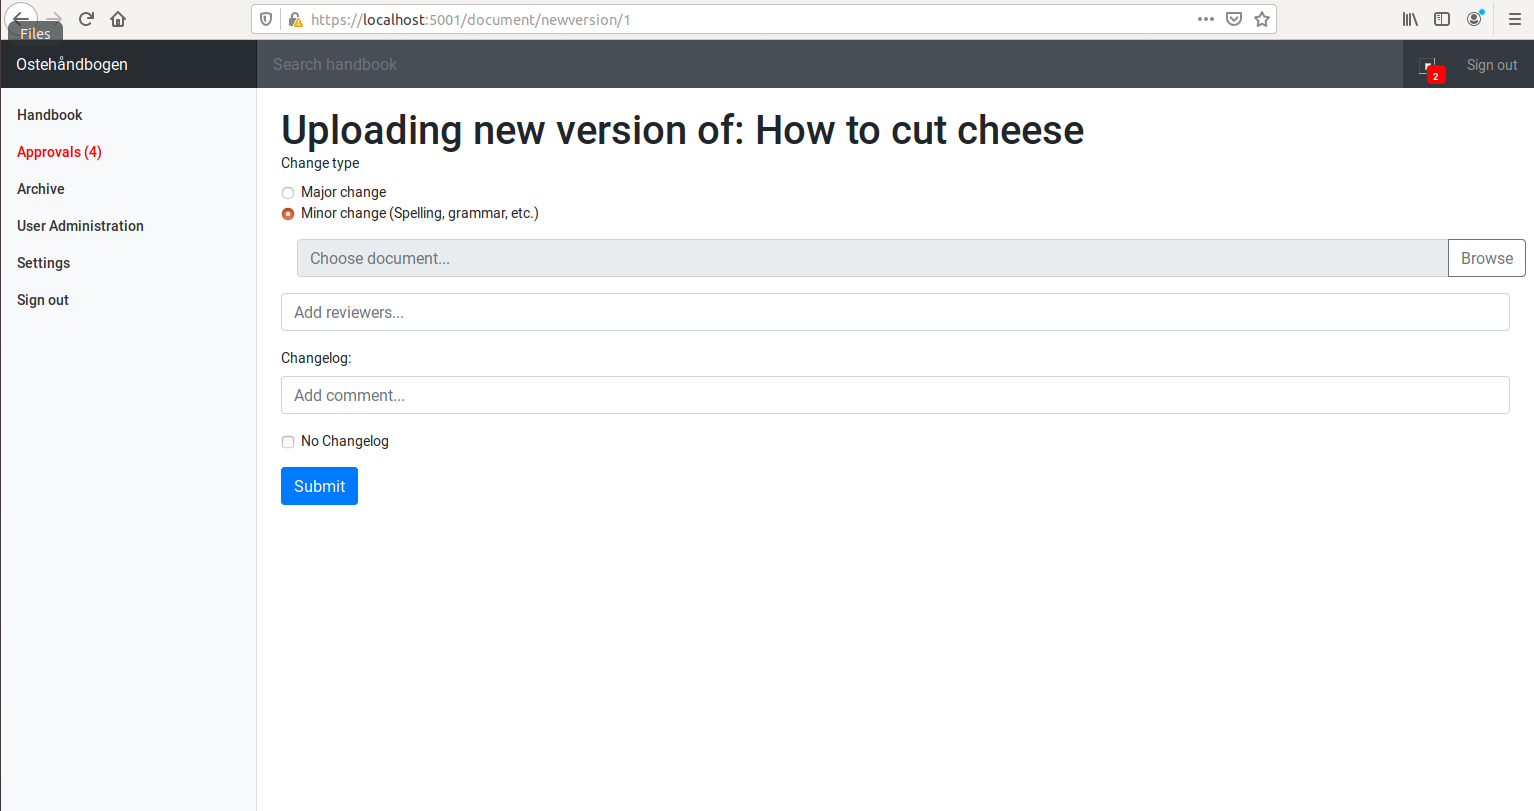 https://localhost:5001/document/newversion/1
Files
Ostehåndbogen
Search handbook
2
Sign out
Handbook
Approvals (4)
Archive
User Administration
Settings
Sign out
Uploading new version of: How to cut cheese
Change type
Major change
Minor change (Spelling, grammar, etc.)
Choose document...
Browse
Add reviewers...
Changelog:
Add comment...
No Changelog
Submit